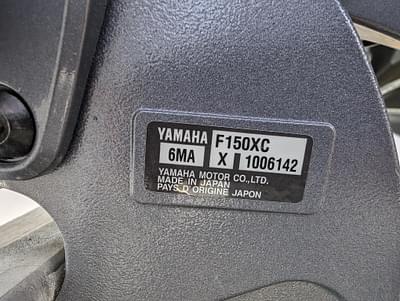 YAMAHA F150XC
6MA X 1006142
YAMAHA MOTOR CO.,LTD.
MADE IN JAPAN
PAYS D ORIGINE JAPON